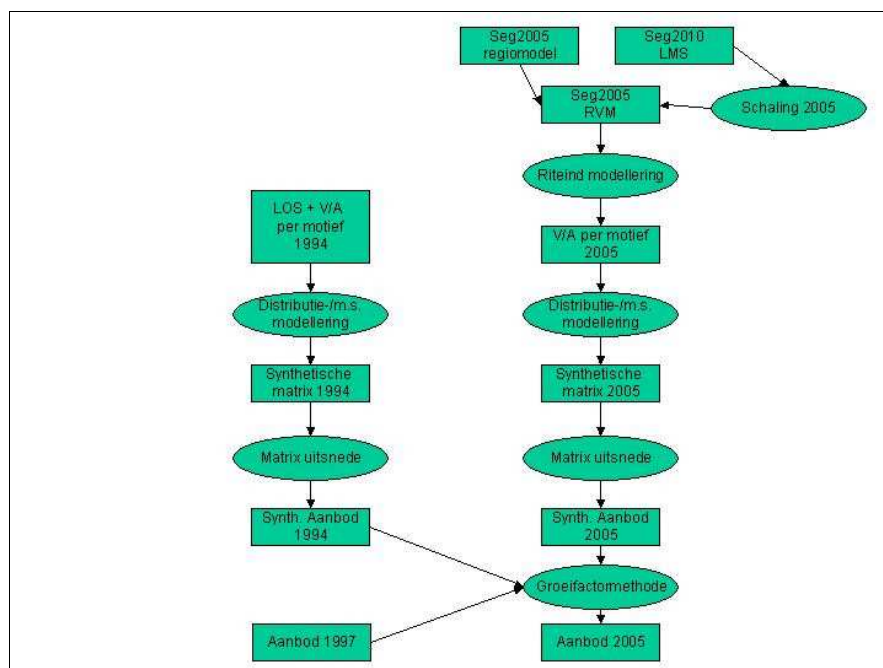 Seg2005
regiomodel
Seg2010
LMS
Seg2005
RVM
Schaling 2005
Riteind modellering
LOS + V/A
per motief
1994
V/A per motief
2005
Distributie-/m.s.
modellering
Distributie-/m.s.
modellering
Synthetische
matrix 1994
Synthetische
matrix 2005
Matrix uitsnede
Matrix uitsnede
Synth. Aanbod
1994
Synth. Aanbod
2005
Groeifactormethode
Aanbod 1997
Aanbod 2005